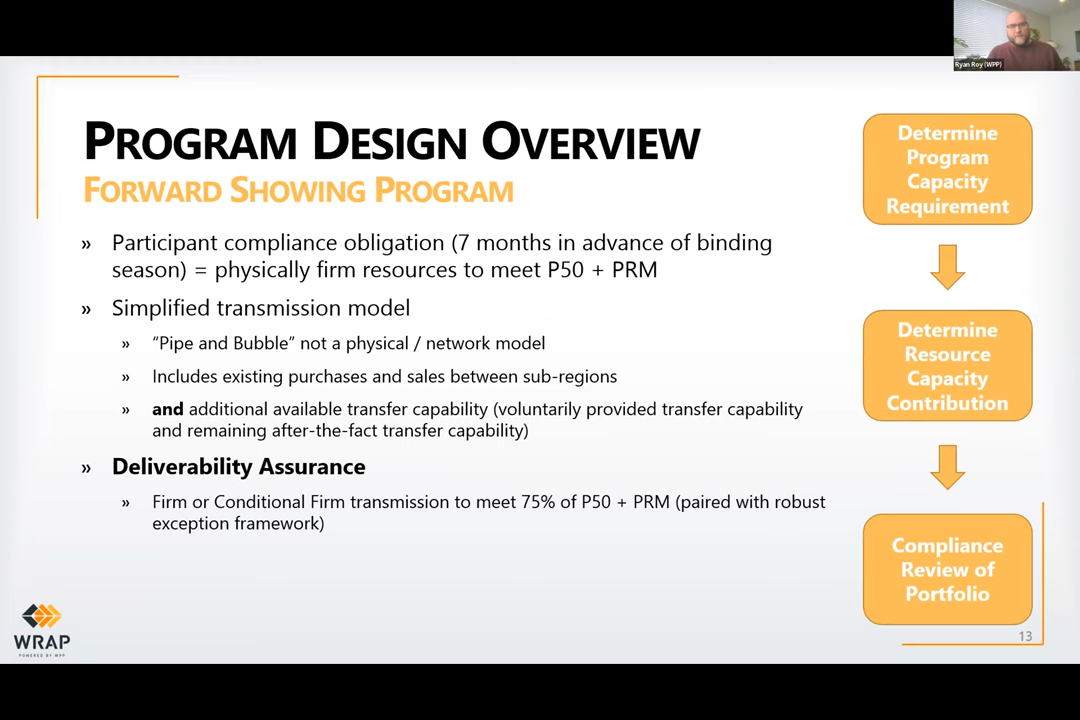 Ryan Roy (WPP)
PROGRAM DESIGN OVERVIEW
FORWARD SHOWING PROGRAM
» Participant compliance obligation (7 months in advance of binding
season) = physically firm resources to meet P50 + PRM
» Simplified transmission model
» “Pipe and Bubble” not a physical / network model
» Includes existing purchases and sales between sub-regions
» and additional available transfer capability (voluntarily provided transfer capability
and remaining after-the-fact transfer capability)
» Deliverability Assurance
» Firm or Conditional Firm transmission to meet 75% of P50 + PRM (paired with robust
exception framework)
Determine
Program
Capacity
Requirement
Determine
Resource
Capacity
Contribution
Compliance
Review of
Portfolio
13
WRAP
POWERED BY WPP